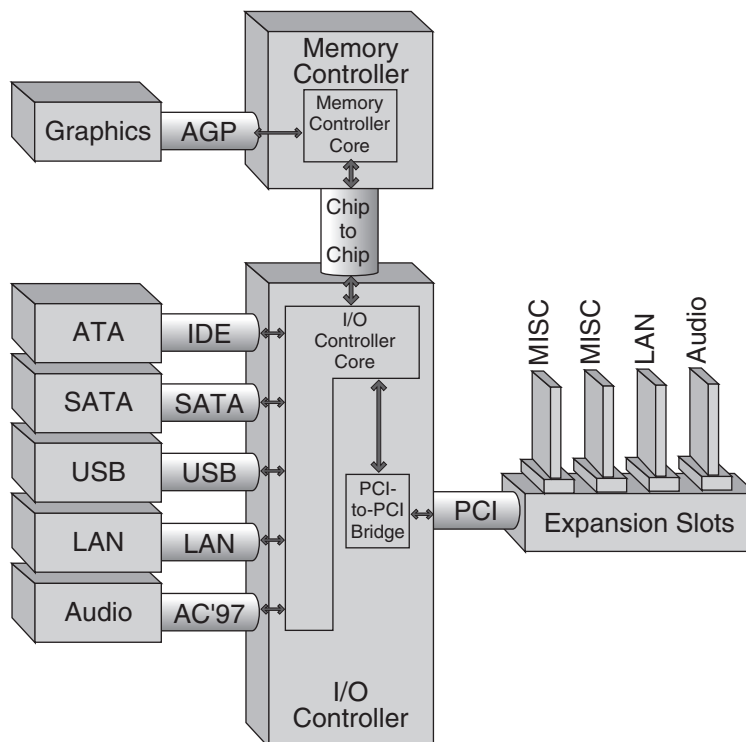 Memory
Controller
Memory
Controller
Core
Graphics
AGP
Chip
to
Chip
I/O
Controller
Core
ATA
IDE
SATA
SATA
USB
USB
LAN
LAN
Audio
AC'97
PCI-
to-PCI
Bridge
PCI
MISC
MISC
LAN
Audio
Expansion Slots
I/O
Controller